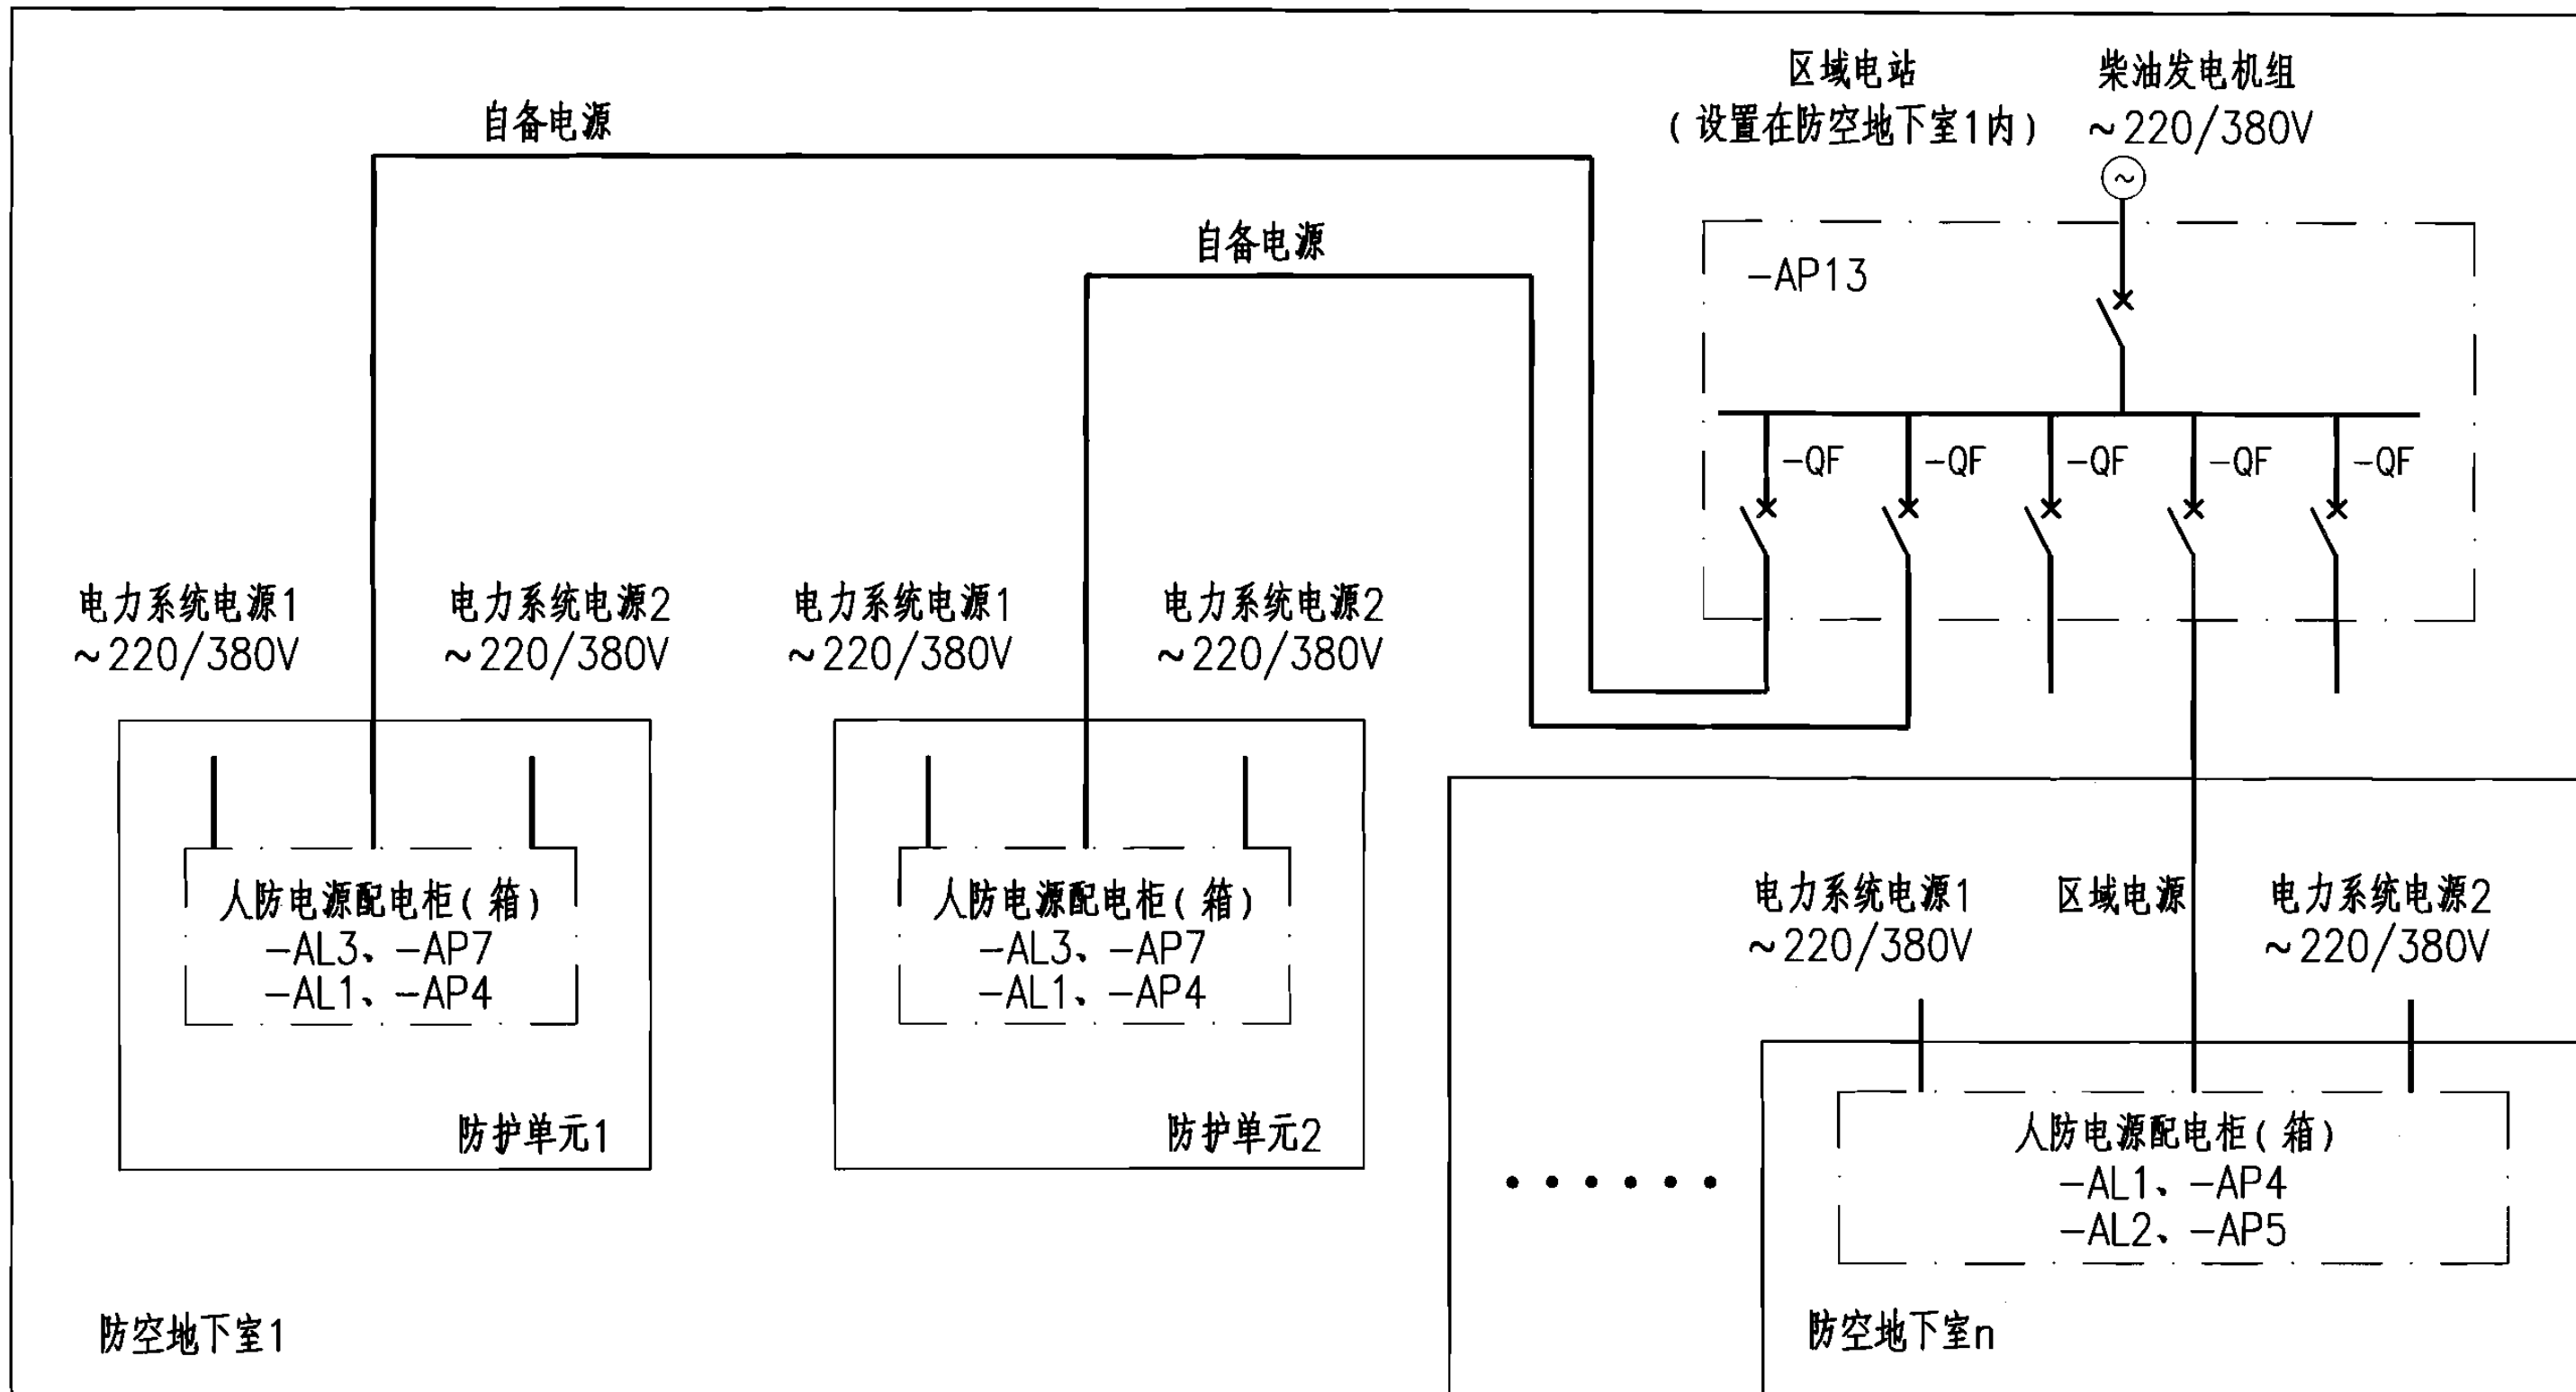 区域电站
(设置在防空地下室1内)
柴油发电机组
~220/380V
自备电源
自备电源
-AP13
-QF
-QF
-QF
-QF
-QF
电力系统电源1
~220/380V
电力系统电源2
~220/380V
电力系统电源1
~220/380V
电力系统电源2
~220/380V
人防电源配电柜(箱)
-AL3、-AP7
-AL1、-AP4
防护单元1
人防电源配电柜(箱)
-AL3、-AP7
-AL1、-AP4
防护单元2
电力系统电源1
~220/380V
区域电源
电力系统电源2
~220/380V
人防电源配电柜(箱)
-AL1、-AP4
-AL2、-AP5
防空地下室1
防空地下室n